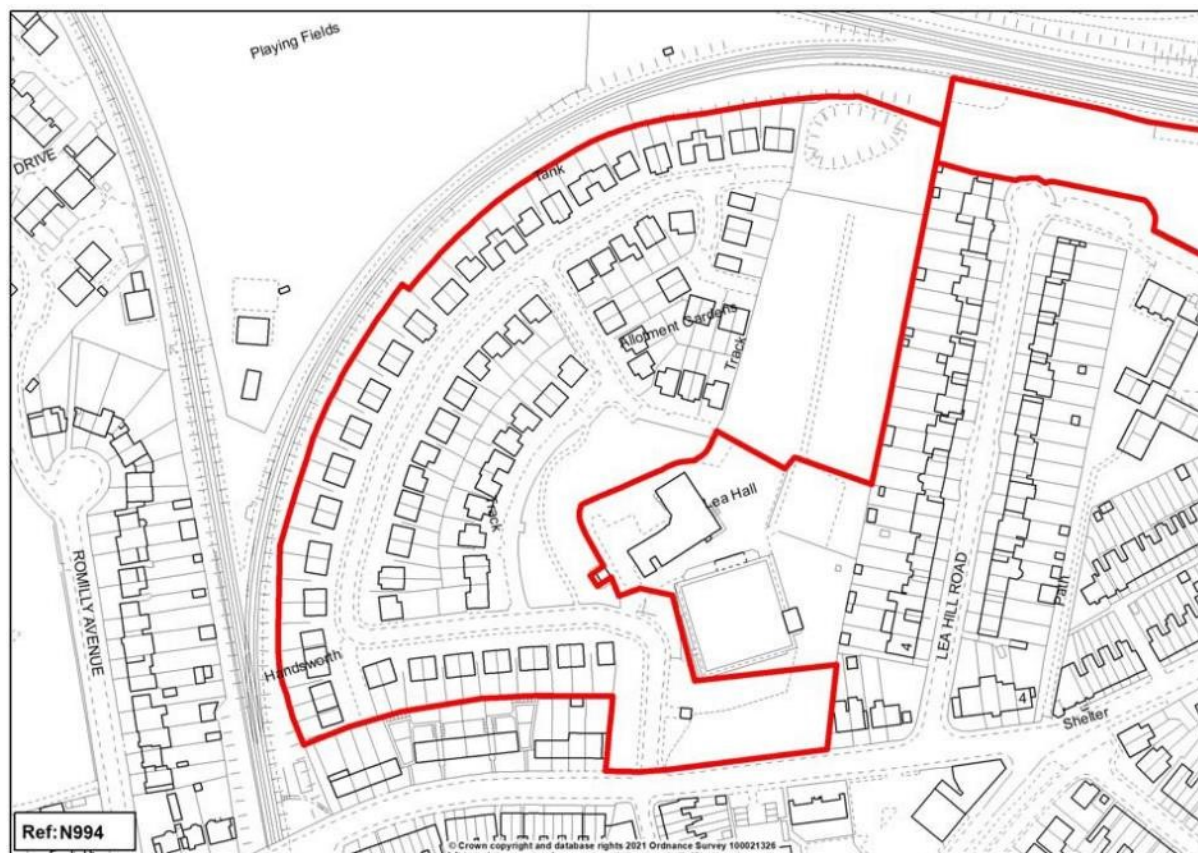 Playing Fields
DRIVE
Tank
Allotment Gardens
Track
Lea Hall
Track
ROMILLY AVENUE
LEA HILL ROAD
Path
4
Handsworth
4
Shelter
Ref:N994
© Crown copyright and database rights 2021 Ordnance Survey 100021326